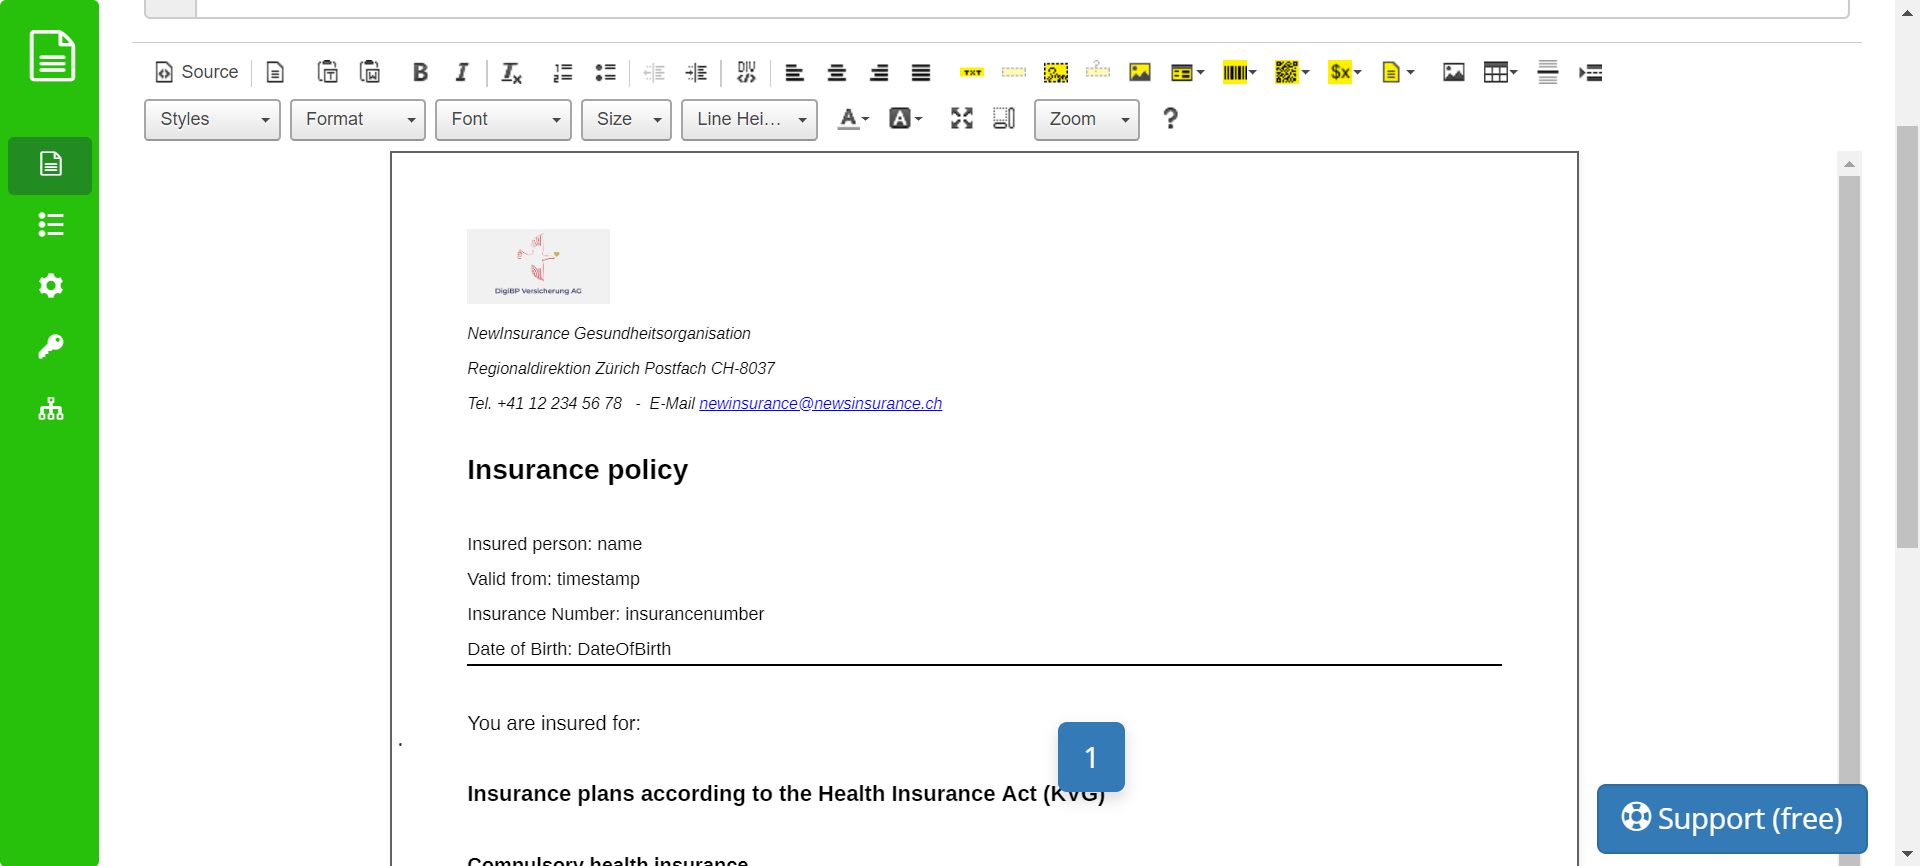 Source
TXT
DIV
$x
Styles
Format
Font
Size
Line Hei...
A
A
Zoom
?
DigiBP Versicherung AG
NewInsurance Gesundheitsorganisation
Regionaldirektion Zürich Postfach CH-8037
Tel. +41 12 234 56 78 - E-Mail newinsurance@newsinsurance.ch
Insurance policy
Insured person: name
Valid from: timestamp
Insurance Number: insurancenumber
Date of Birth: DateOfBirth
You are insured for:
.
1
Insurance plans according to the Health Insurance Act (KVG)
Support (free)
Compulsory health insurance